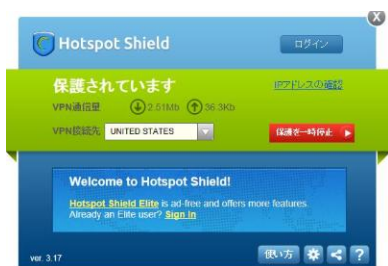 Hotspot Shield
ログイン
保護されています
IPアドレスの確認
VPN通信量 2.51Mb 36.3Kb
VPN接続先 UNITED STATES
保護を一時停止
Welcome to Hotspot Shield!
Hotspot Shield Elite is ad-free and offers more features.
Already an Elite user? Sign In
ver. 3.17
使い方
?